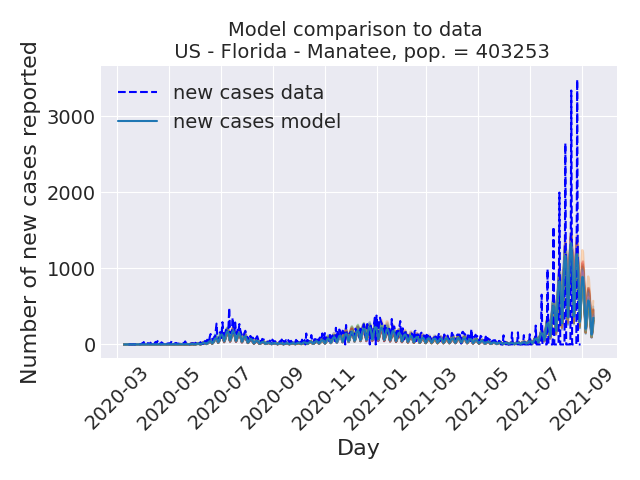 Model comparison to data
US - Florida - Manatee, pop. = 403253
new cases data
new cases model
Number of new cases reported
3000
2000
1000
0
2020-03
2020-05
2020-07
2020-09
2020-11
2021-01
2021-03
2021-05
2021-07
2021-09
Day